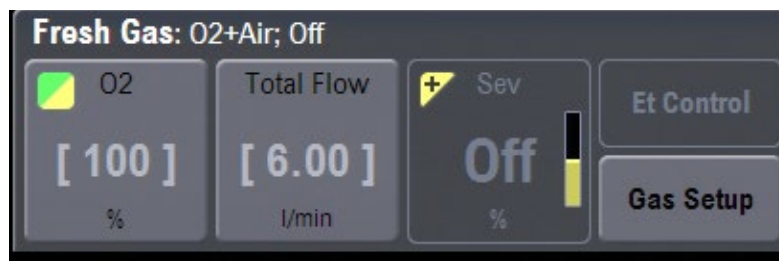 Fresh Gas: O2+Air; Off
O2
[ 100 ]
%
Total Flow
[ 6.00 ]
l/min
+ Sev
Off
%
Et Control
Gas Setup